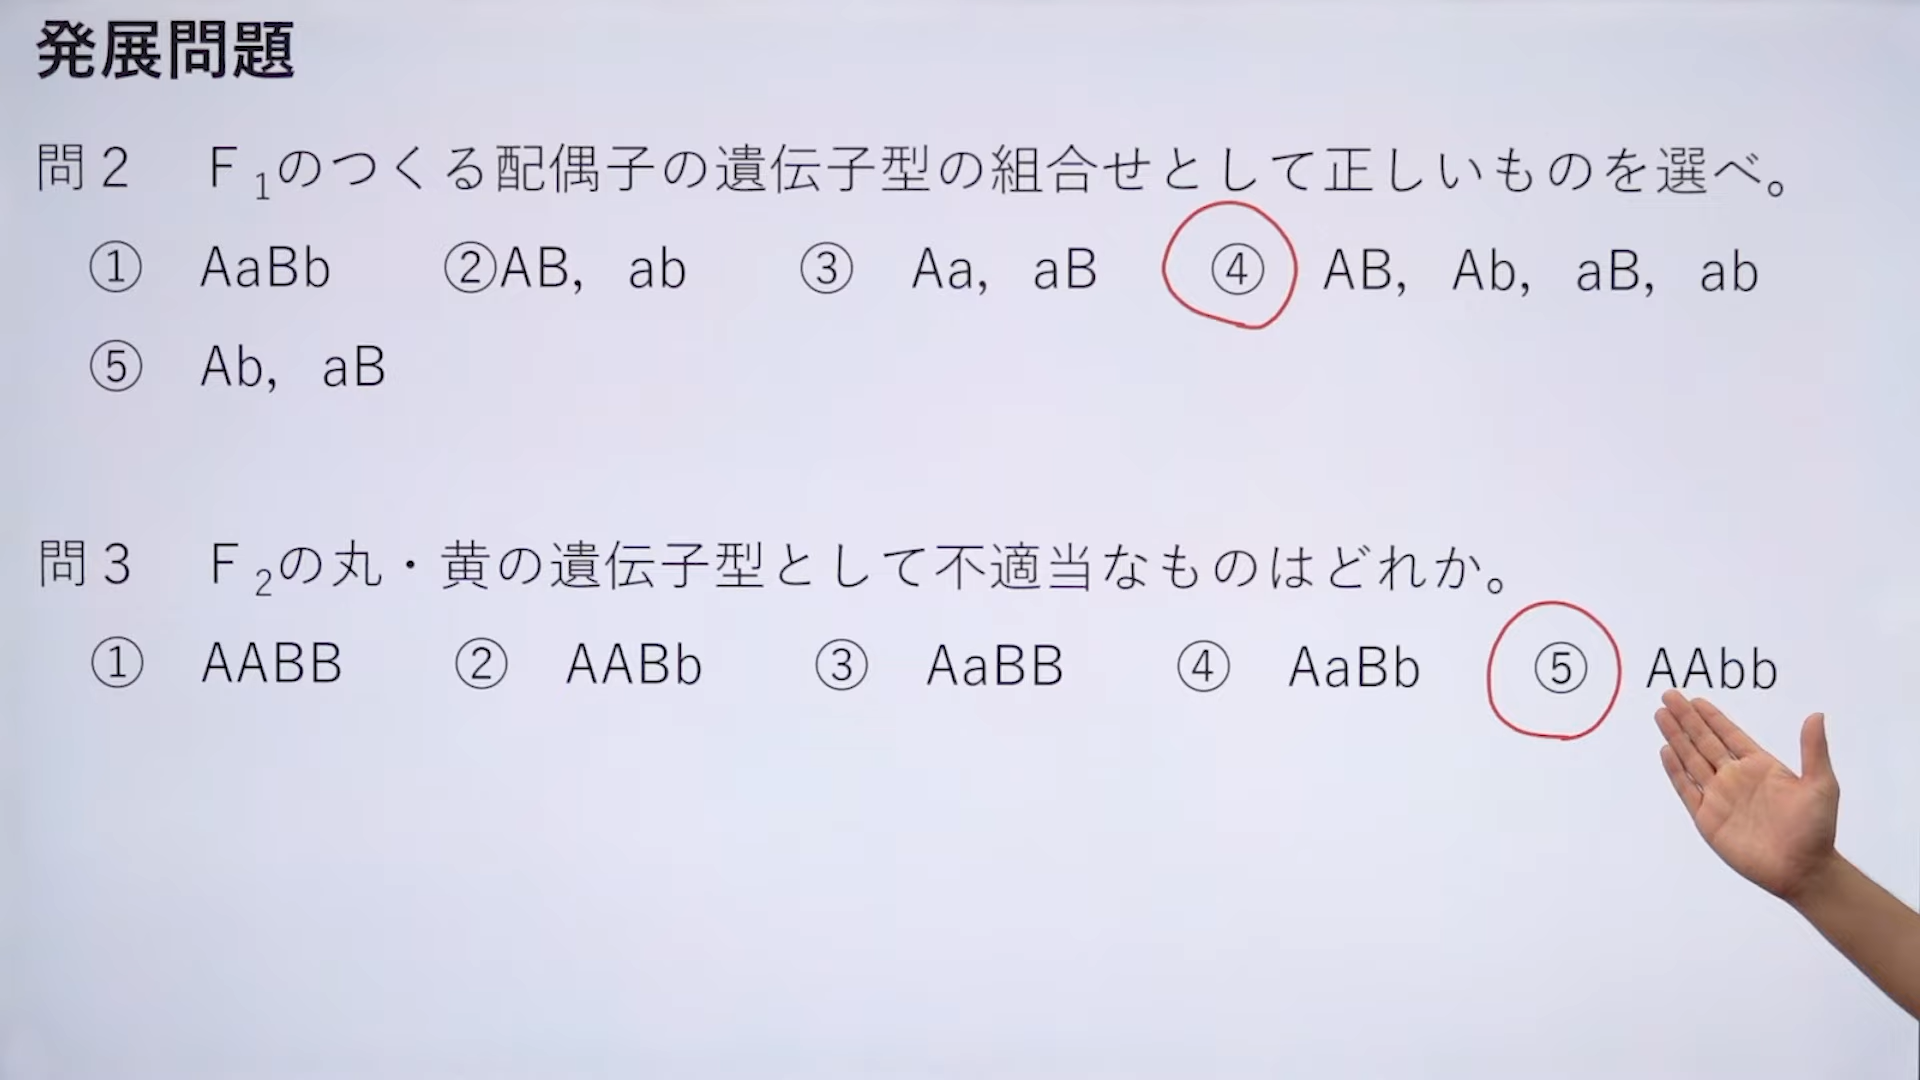 発展問題
問２　Ｆ1のつくる配偶子の遺伝子型の組合せとして正しいものを選べ。
①　AaBb　　②AB,　ab　　③　Aa,　aB　　④　AB,　Ab,　aB,　ab
⑤　Ab,　aB
問３　Ｆ2の丸・黄の遺伝子型として不適当なものはどれか。
①　AABB　　②　AABb　　③　AaBB　　④　AaBb　　⑤　AAbb